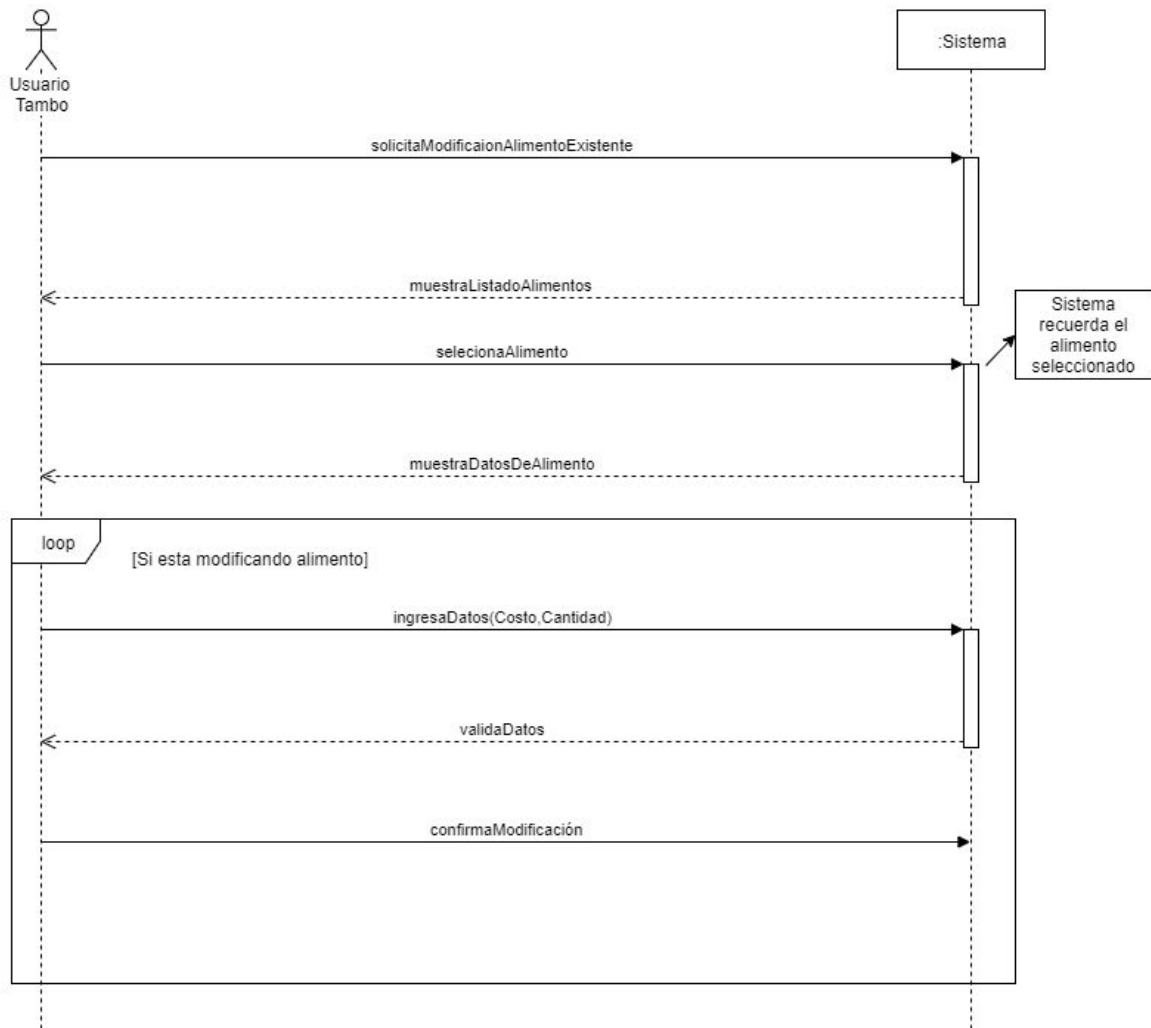 Usuario
Tambo
:Sistema
solicitaModificaionAlimentoExistente
muestraListadoAlimentos
Sistema
recuerda el
alimento
seleccionado
selecionaAlimento
muestraDatosDeAlimento
loop
[Si esta modificando alimento]
ingresaDatos(Costo,Cantidad)
validaDatos
confirmaModificación